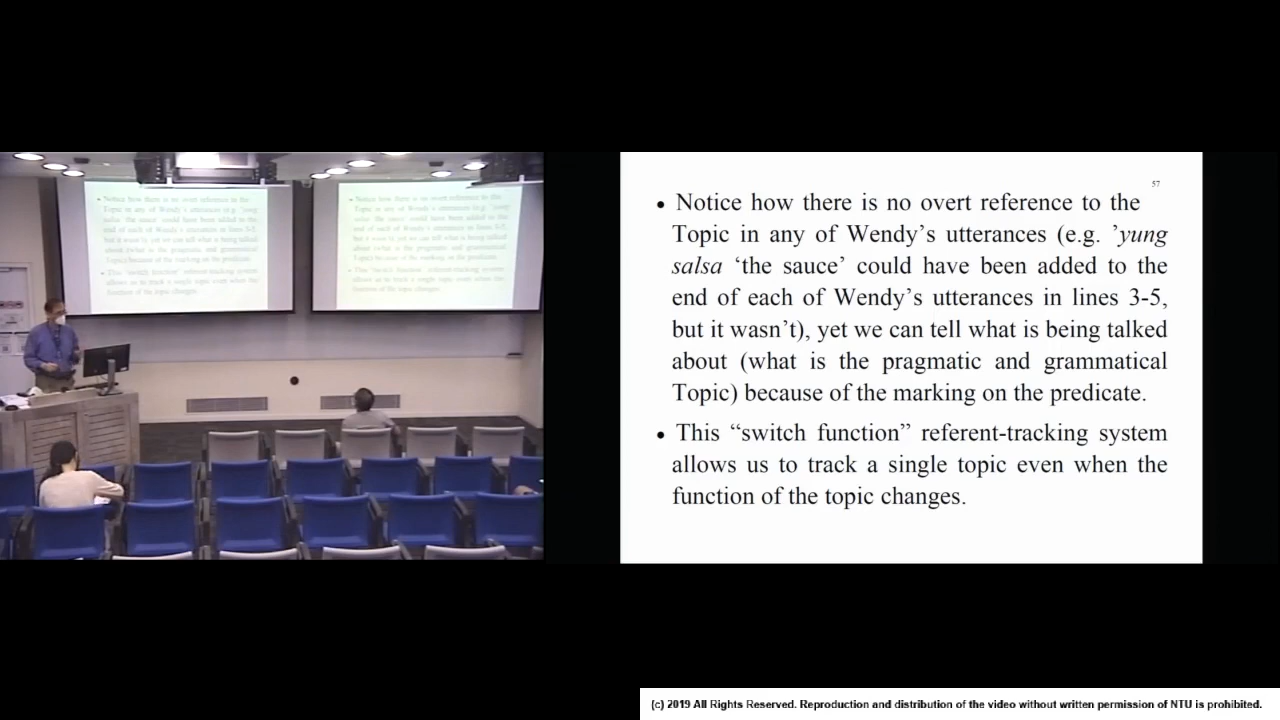 57
• Notice how there is no overt reference to the
Topic in any of Wendy’s utterances (e.g. ’yung
salsa ‘the sauce’ could have been added to the
end of each of Wendy’s utterances in lines 3-5,
but it wasn’t), yet we can tell what is being talked
about (what is the pragmatic and grammatical
Topic) because of the marking on the predicate.
• This “switch function” referent-tracking system
allows us to track a single topic even when the
function of the topic changes.
(c) 2019 All Rights Reserved. Reproduction and distribution of the video without written permission of NTU is prohibited.